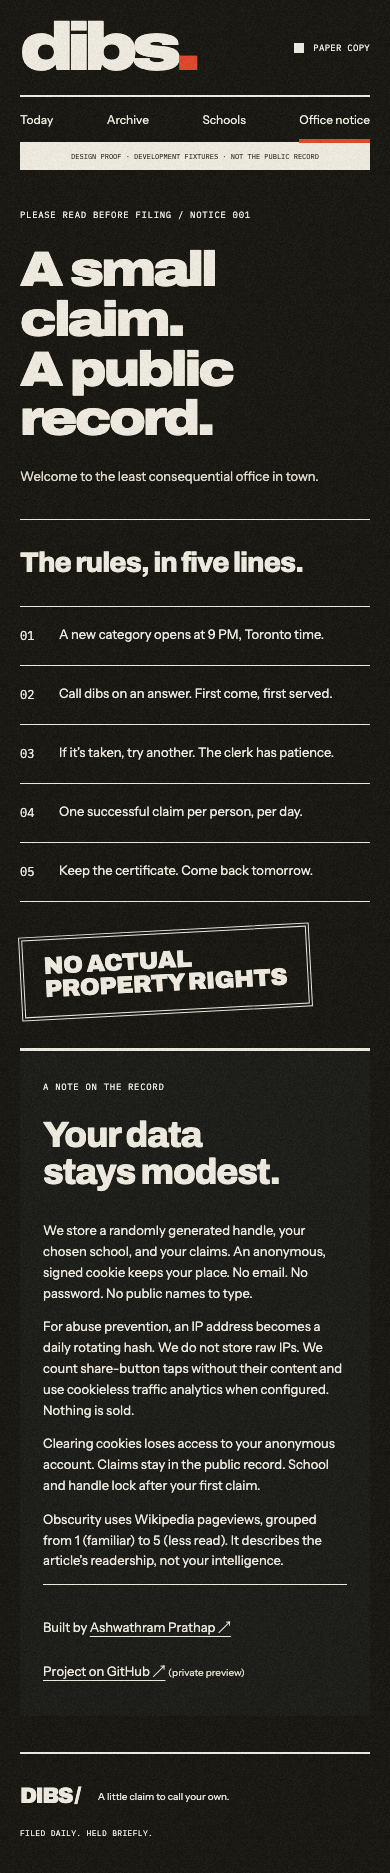 dibs.
PAPER COPY
Today
Archive
Schools
Office notice
DESIGN PROOF · DEVELOPMENT FIXTURES · NOT THE PUBLIC RECORD
PLEASE READ BEFORE FILING / NOTICE 001
A small
claim.
A public
record.
Welcome to the least consequential office in town.
The rules, in five lines.
01 A new category opens at 9 PM, Toronto time.
02 Call dibs on an answer. First come, first served.
03 If it's taken, try another. The clerk has patience.
04 One successful claim per person, per day.
05 Keep the certificate. Come back tomorrow.
NO ACTUAL
PROPERTY RIGHTS
A NOTE ON THE RECORD
Your data
stays modest.
We store a randomly generated handle, your
chosen school, and your claims. An anonymous,
signed cookie keeps your place. No email. No
password. No public names to type.
For abuse prevention, an IP address becomes a
daily rotating hash. We do not store raw IPs. We
count share-button taps without their content and
use cookieless traffic analytics when configured.
Nothing is sold.
Clearing cookies loses access to your anonymous
account. Claims stay in the public record. School
and handle lock after your first claim.
Obscurity uses Wikipedia pageviews, grouped
from 1 (familiar) to 5 (less read). It describes the
article's readership, not your intelligence.
Built by Ashwathram Prathap ↗
Project on GitHub ↗ (private preview)
DIBS/
A little claim to call your own.
FILED DAILY. HELD BRIEFLY.